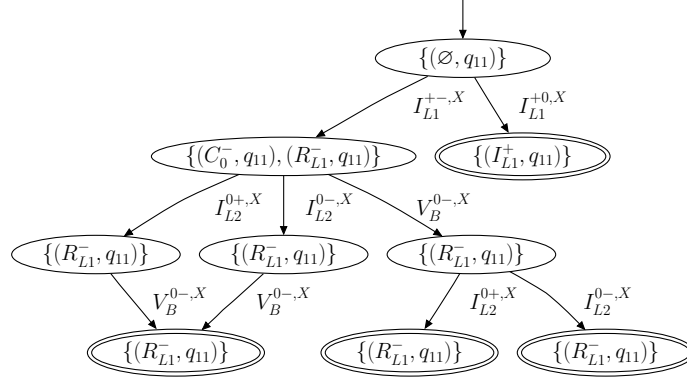 {(∅, q₁₁)}
I_{L1}^{+-,X} I_{L1}^{+0,X}
{(C₀⁻, q₁₁), (R_{L1}^-, q₁₁)} {(I_{L1}^+, q₁₁)}
I_{L2}^{0+,X} I_{L2}^{0-,X} V_B^{0-,X}
{(R_{L1}^-, q₁₁)} {(R_{L1}^-, q₁₁)} {(R_{L1}^-, q₁₁)}
V_B^{0-,X} V_B^{0-,X} I_{L2}^{0+,X} I_{L2}^{0-,X}
{(R_{L1}^-, q₁₁)} {(R_{L1}^-, q₁₁)} {(R_{L1}^-, q₁₁)}